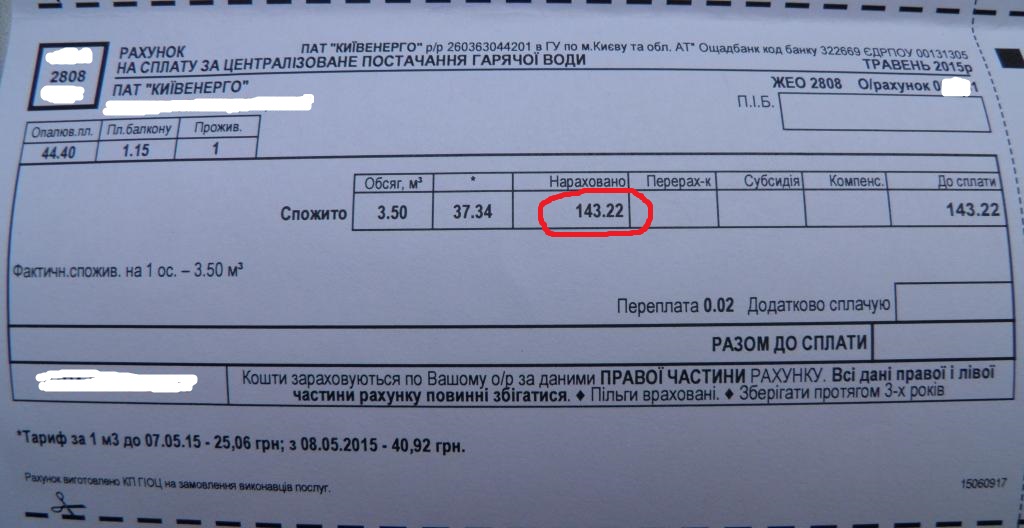 2808
РАХУНОК
ПАТ "КИЇВЕНЕРГО" р/р 260363044201 в ГУ по м.Києву та обл. АТ" Ощадбанк код банку 322669 ЄДРПОУ 00131305
НА СПЛАТУ ЗА ЦЕНТРАЛІЗОВАНЕ ПОСТАЧАННЯ ГАРЯЧОЇ ВОДИ
ТРАВЕНЬ 2015р
ПАТ "КИЇВЕНЕРГО"
ЖЕО 2808 О/рахунок 0 1
П.І.Б.
Опалюв.пл. Пл.балкону Прожив.
44.40 1.15 1
Обсяг, м³ * Нараховано Перерах-к Субсидія Компенс. До сплати
Спожито 3.50 37.34 143.22 143.22
Фактичн.спожив. на 1 ос. – 3.50 м³
Переплата 0.02 Додатково сплачую
РАЗОМ ДО СПЛАТИ
Кошти зараховуються по Вашому о/р за даними ПРАВОЇ ЧАСТИНИ РАХУНКУ. Всі дані правої і лівої
частини рахунку повинні збігатися. ♦ Пільги враховані. ♦ Зберігати протягом 3-х років
*Тариф за 1 м3 до 07.05.15 - 25,06 грн; з 08.05.2015 - 40,92 грн.
Рахунок виготовлено КП ГІОЦ на замовлення виконавців послуг.
15060917